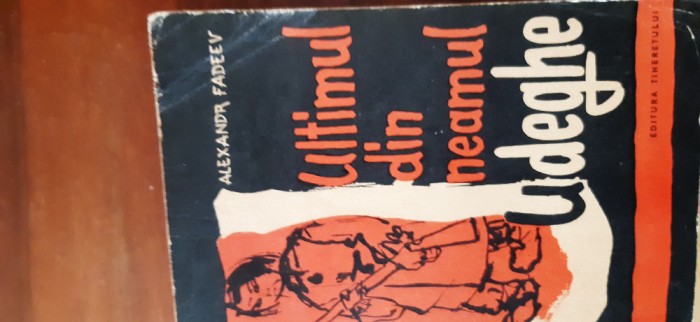 ALEXANDR FADEEV
Ultimul
din
neamul
udeghe
EDITURA TINERETULUI